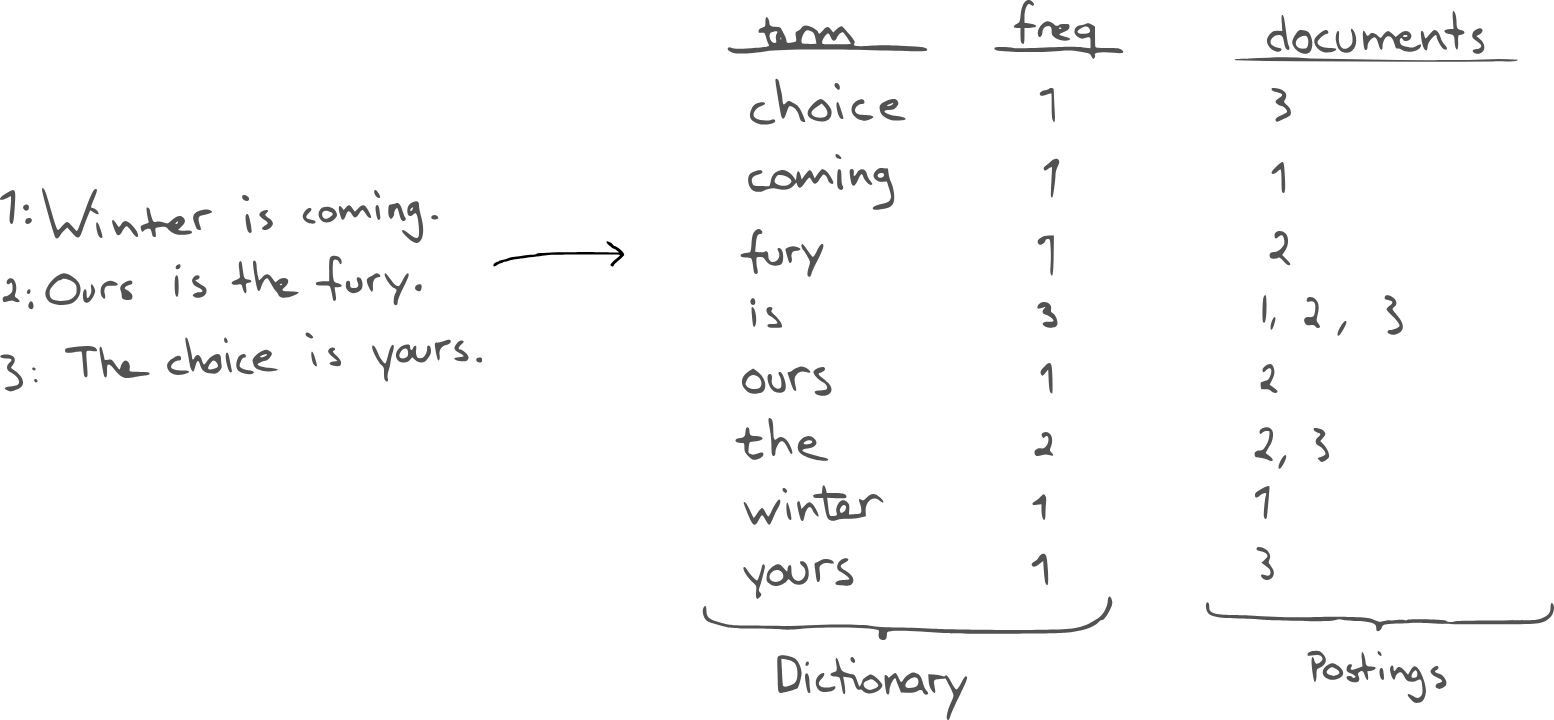 1: Winter is coming.
2: Ours is the fury.
3: The choice is yours.
term freq documents
choice 1 3
coming 1 1
fury 1 2
is 3 1, 2, 3
ours 1 2
the 2 2, 3
winter 1 1
yours 1 3
Dictionary Postings